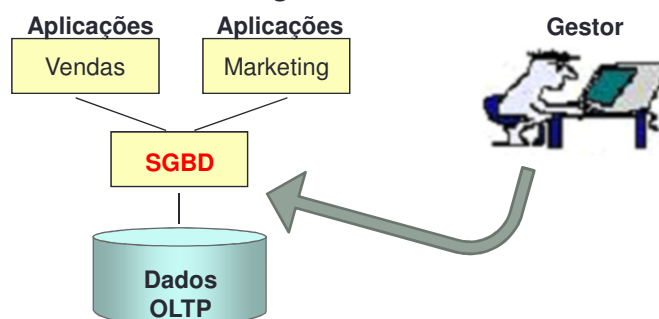 Aplicações Aplicações Gestor
Vendas Marketing
SGBD
Dados
OLTP